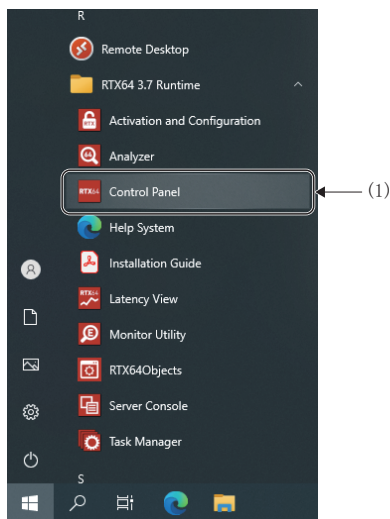 R
Remote Desktop
RTX64 3.7 Runtime
RTX
Activation and Configuration
Analyzer
RTX64
Control Panel
(1)
Help System
Installation Guide
RTX64
Latency View
Monitor Utility
RTX64Objects
Server Console
Task Manager
S